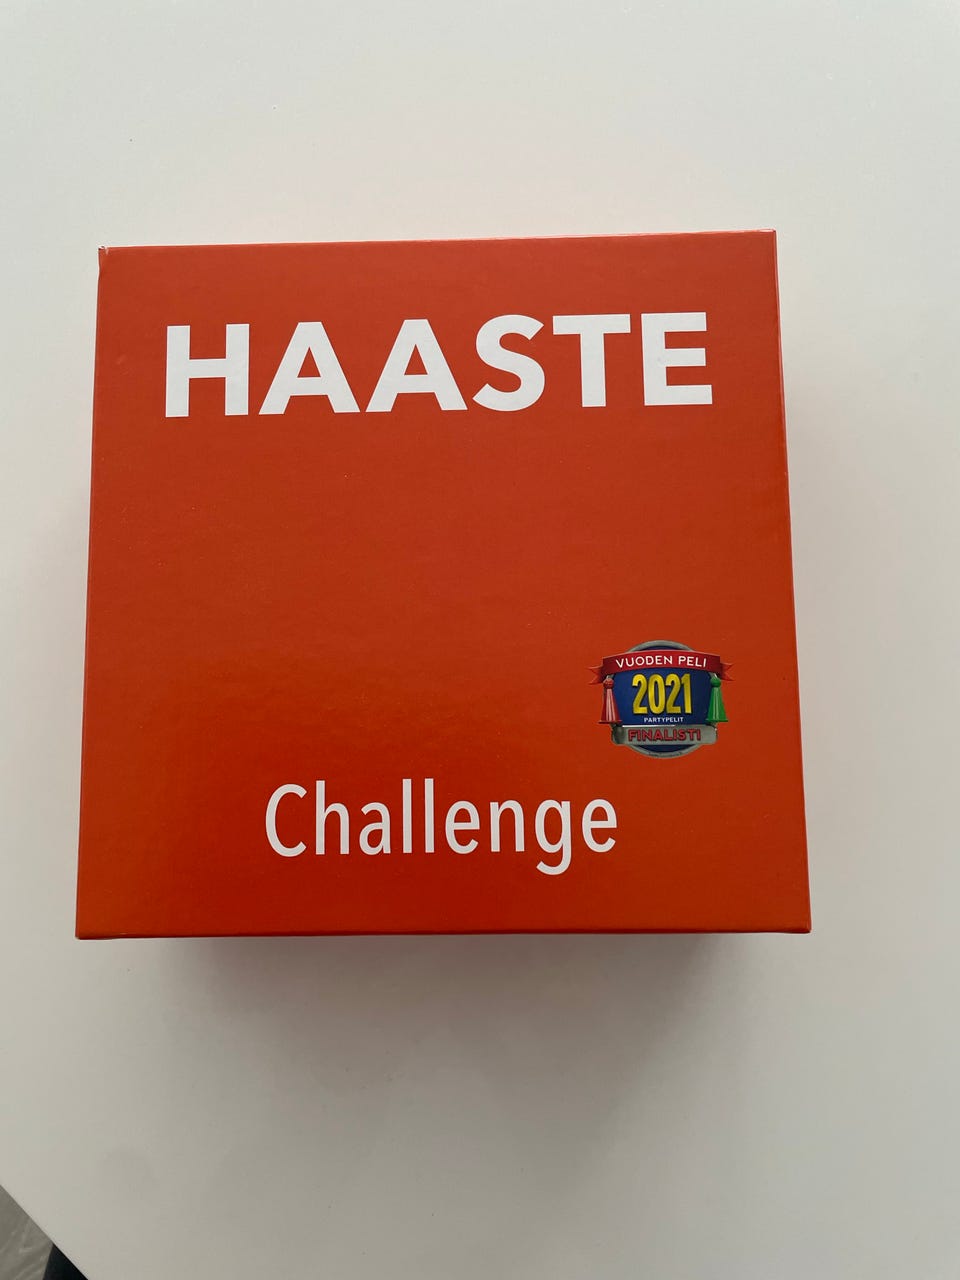 HAASTE
VUODEN PELI
2021
PARTYPELIT
FINALISTI
Challenge